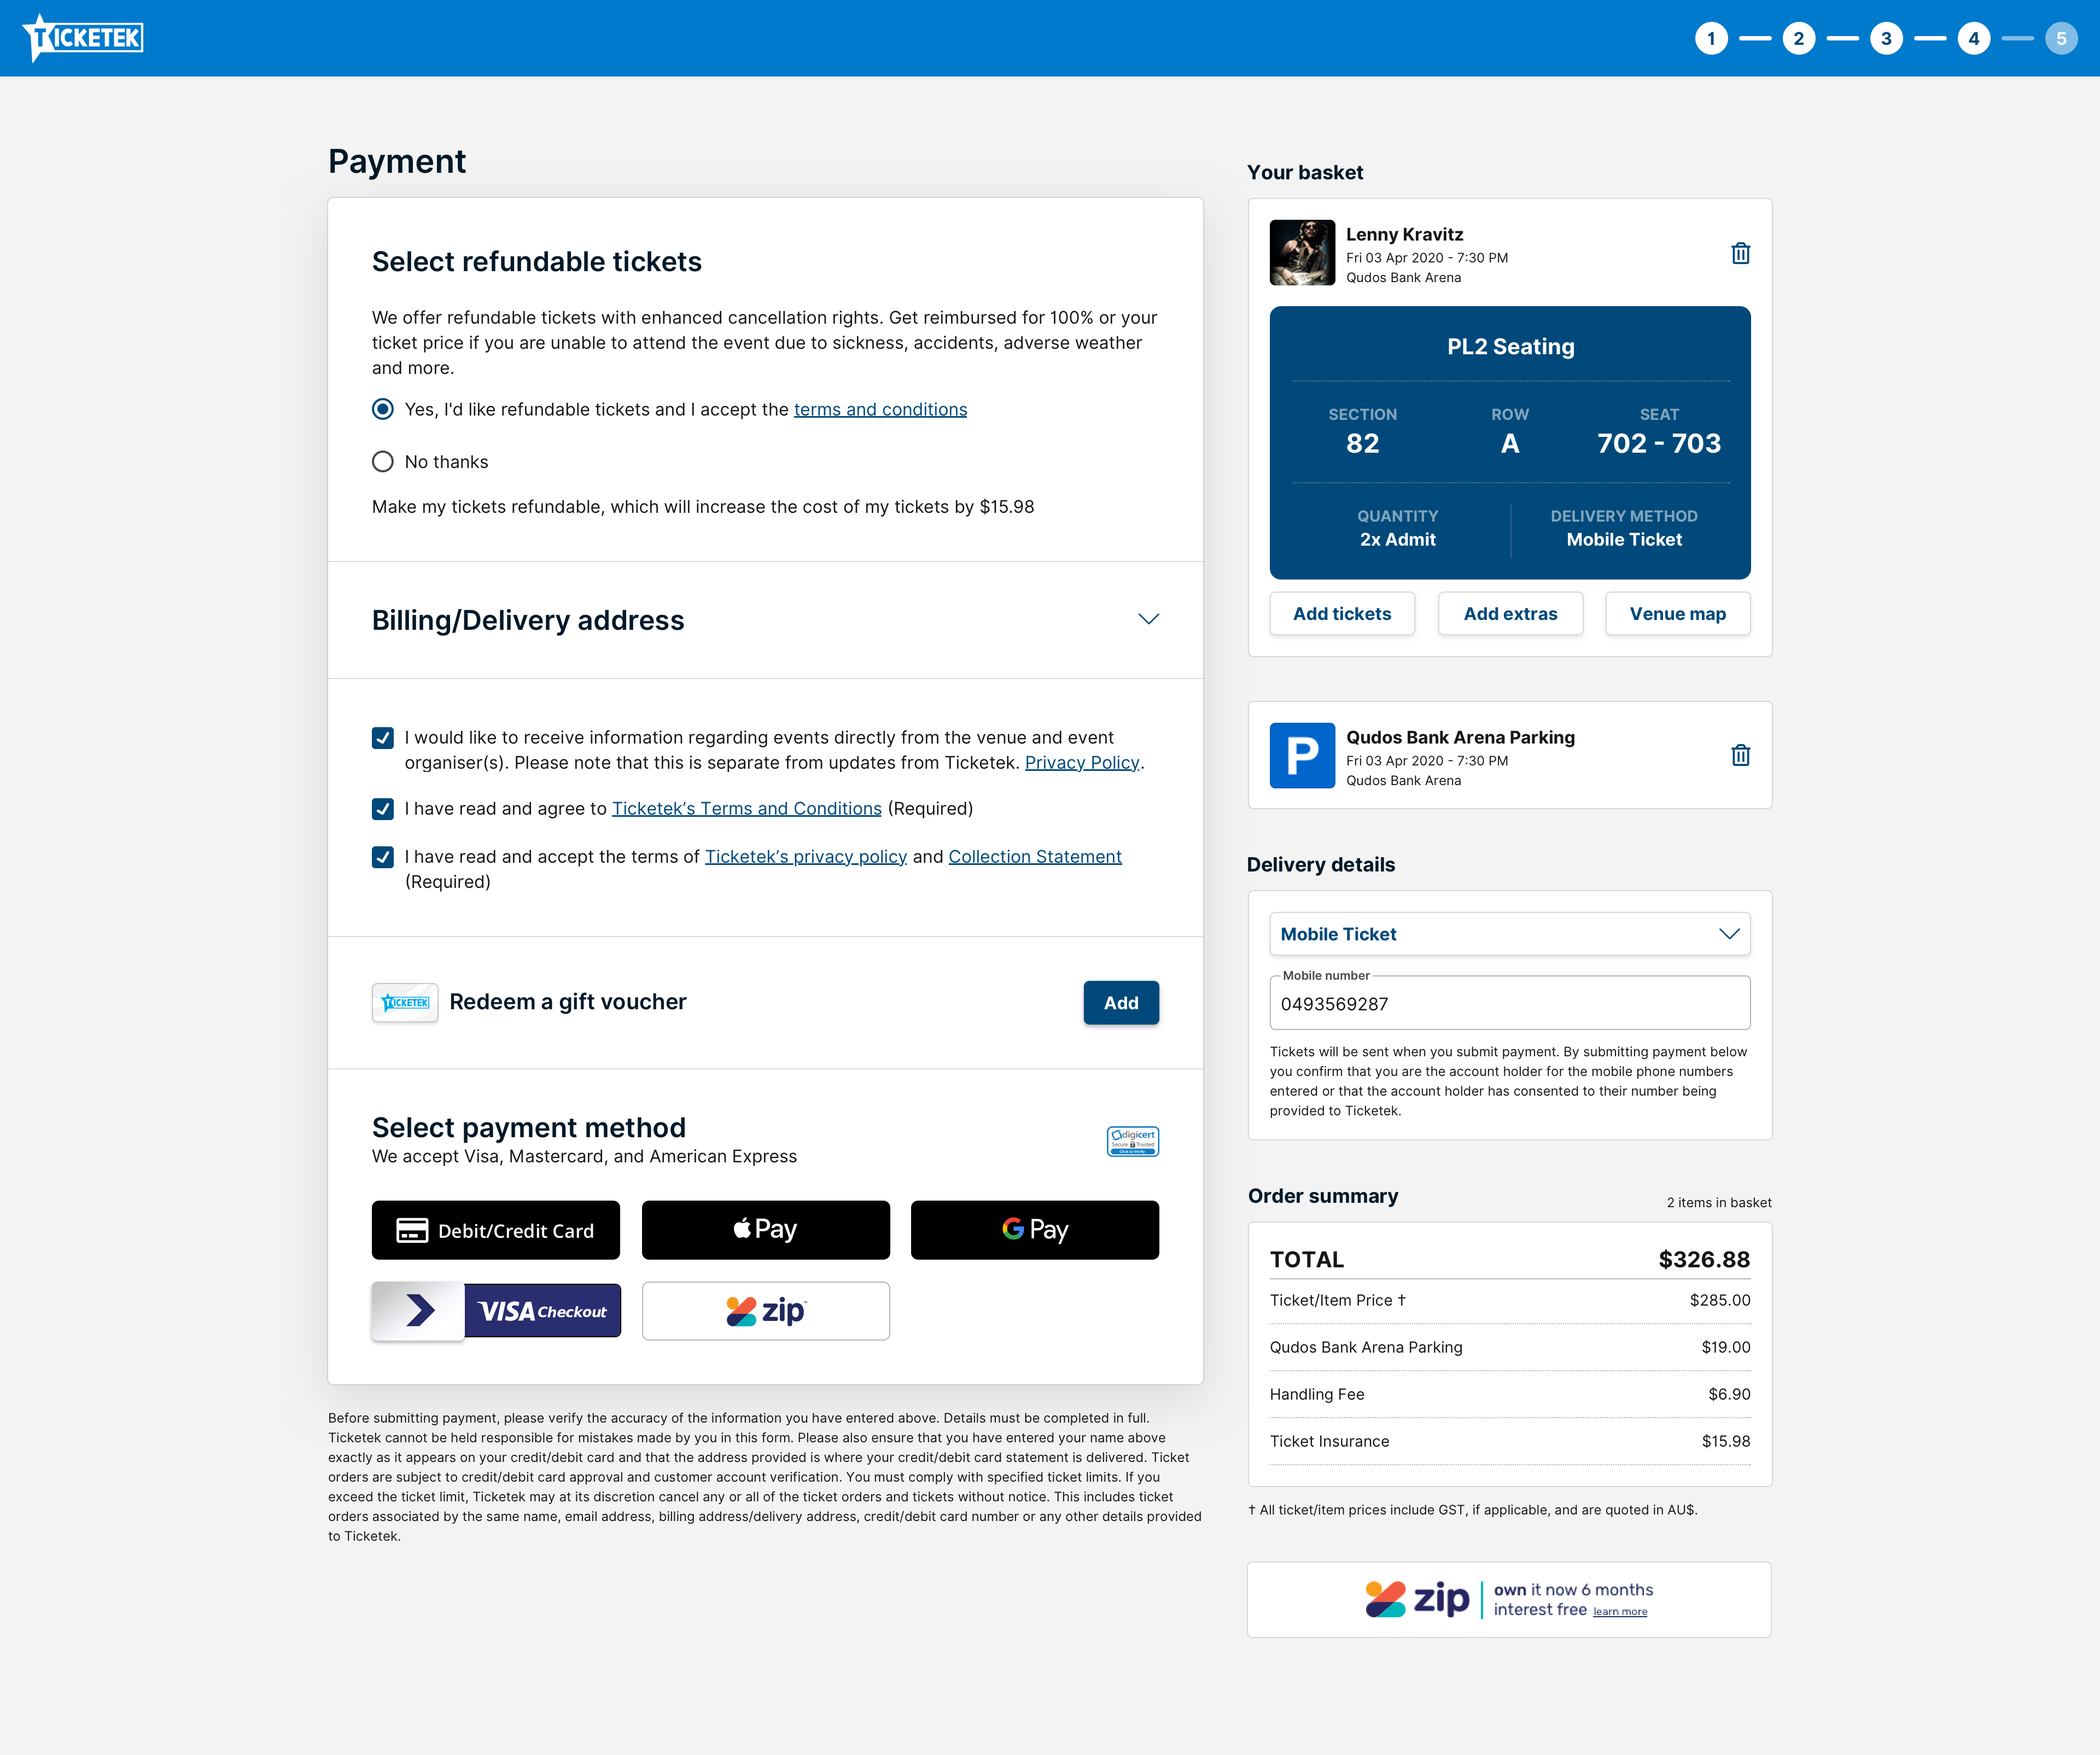 TICKETEK
1 2 3 4 5
Payment
Select refundable tickets
We offer refundable tickets with enhanced cancellation rights. Get reimbursed for 100% or your
ticket price if you are unable to attend the event due to sickness, accidents, adverse weather
and more.
Yes, I'd like refundable tickets and I accept the terms and conditions
No thanks
Make my tickets refundable, which will increase the cost of my tickets by $15.98
Billing/Delivery address
I would like to receive information regarding events directly from the venue and event
organiser(s). Please note that this is separate from updates from Ticketek. Privacy Policy.
I have read and agree to Ticketek’s Terms and Conditions (Required)
I have read and accept the terms of Ticketek’s privacy policy and Collection Statement
(Required)
TICKETEK
Redeem a gift voucher
Add
Select payment method
We accept Visa, Mastercard, and American Express
digicert
Secure Trusted
Click to Verify
Debit/Credit Card
Pay
G Pay
VISA Checkout
zip
Before submitting payment, please verify the accuracy of the information you have entered above. Details must be completed in full.
Ticketek cannot be held responsible for mistakes made by you in this form. Please also ensure that you have entered your name above
exactly as it appears on your credit/debit card and that the address provided is where your credit/debit card statement is delivered. Ticket
orders are subject to credit/debit card approval and customer account verification. You must comply with specified ticket limits. If you
exceed the ticket limit, Ticketek may at its discretion cancel any or all of the ticket orders and tickets without notice. This includes ticket
orders associated by the same name, email address, billing address/delivery address, credit/debit card number or any other details provided
to Ticketek.
Your basket
Lenny Kravitz
Fri 03 Apr 2020 - 7:30 PM
Qudos Bank Arena
PL2 Seating
SECTION ROW SEAT
82 A 702 - 703
QUANTITY DELIVERY METHOD
2x Admit Mobile Ticket
Add tickets Add extras Venue map
P
Qudos Bank Arena Parking
Fri 03 Apr 2020 - 7:30 PM
Qudos Bank Arena
Delivery details
Mobile Ticket
Mobile number
0493569287
Tickets will be sent when you submit payment. By submitting payment below
you confirm that you are the account holder for the mobile phone numbers
entered or that the account holder has consented to their number being
provided to Ticketek.
Order summary 2 items in basket
TOTAL $326.88
Ticket/Item Price † $285.00
Qudos Bank Arena Parking $19.00
Handling Fee $6.90
Ticket Insurance $15.98
† All ticket/item prices include GST, if applicable, and are quoted in AU$.
zip
own it now 6 months
interest free learn more